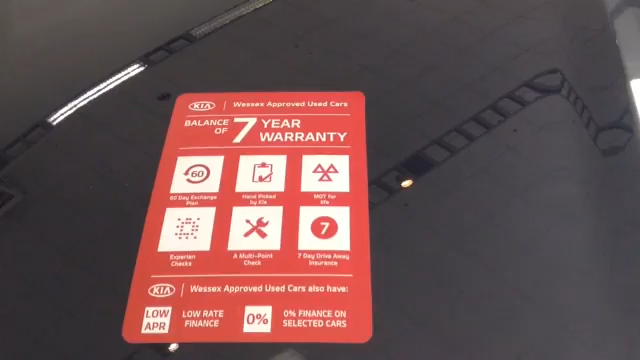 KIA Wessex Approved Used Cars
BALANCE OF 7 YEAR WARRANTY
60
60 Day Exchange Plan
Hand Picked by Kia
MOT for life
Experian Checks
A Multi-Point Check
7
7 Day Drive Away Insurance
KIA Wessex Approved Used Cars also have:
LOW APR
LOW RATE FINANCE
0%
0% FINANCE ON SELECTED CARS